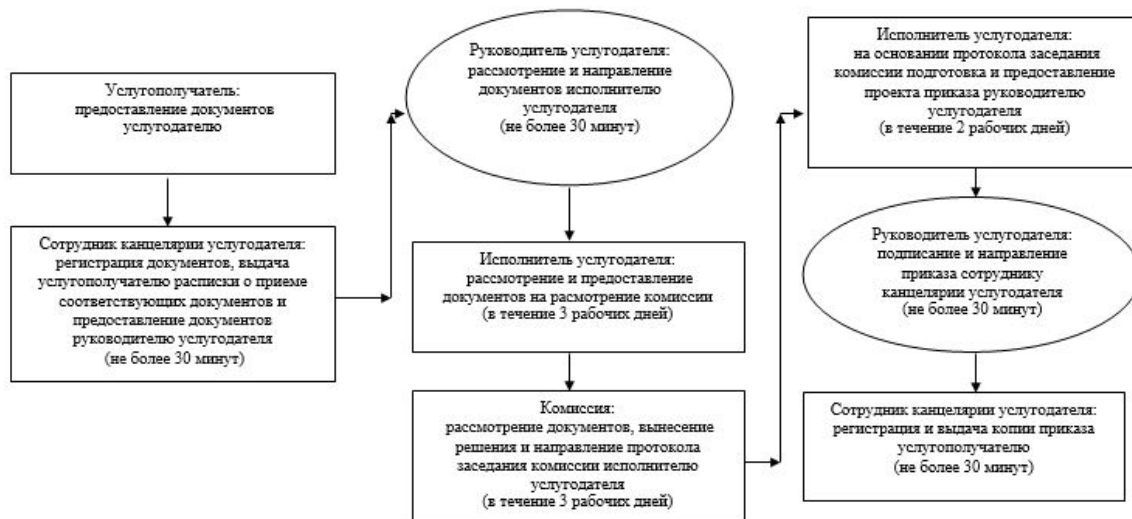 Услугополучатель:
предоставление документов
услугодателю
Сотрудник канцелярии услугодателя:
регистрация документов, выдача
услугополучателю расписки о приеме
соответствующих документов и
предоставление документов
руководителю услугодателя
(не более 30 минут)
Руководитель услугодателя:
рассмотрение и направление
документов исполнителю
услугодателя
(не более 30 минут)
Исполнитель услугодателя:
рассмотрение и предоставление
документов на расмотрение комиссии
(в течение 3 рабочих дней)
Комиссия:
рассмотрение документов, вынесение
решения и направление протокола
заседания комиссии исполнителю
услугодателя
(в течение 3 рабочих дней)
Исполнитель услугодателя:
на основании протокола заседания
комиссии подготовка и предоставление
проекта приказа руководителю
услугодателя
(в течение 2 рабочих дней)
Руководитель услугодателя:
подписание и направление
приказа сотруднику
канцелярии услугодателя
(не более 30 минут)
Сотрудник канцелярии услугодателя:
регистрация и выдача копии приказа
услугополучателю
(не более 30 минут)